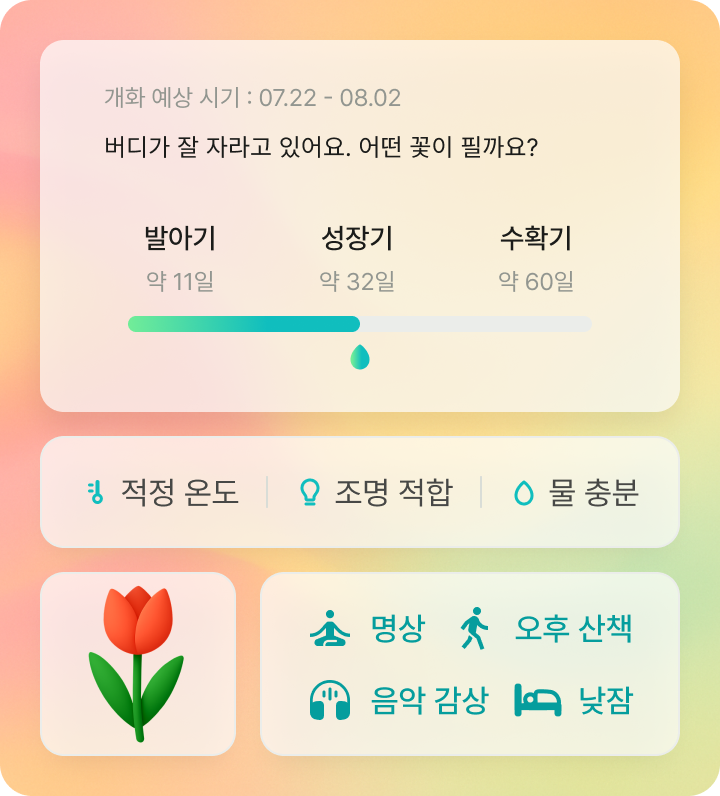 개화 예상 시기 : 07.22 - 08.02
버디가 잘 자라고 있어요. 어떤 꽃이 필까요?
발아기 성장기 수확기
약 11일 약 32일 약 60일
적정 온도 조명 적합 물 충분
명상 오후 산책
음악 감상 낮잠